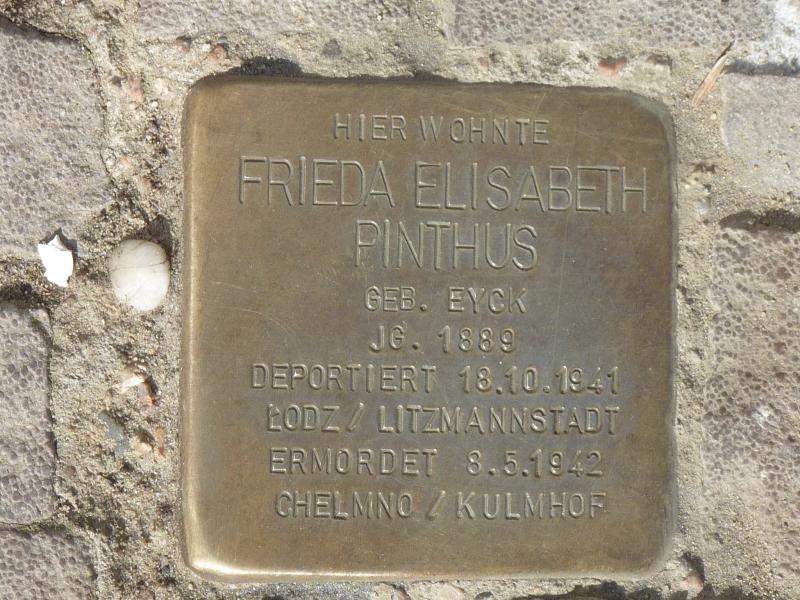 HIER WOHNTE
FRIEDA ELISABETH
PINTHUS
GEB. EYCK
JG. 1889
DEPORTIERT 18.10.1941
ŁODZ / LITZMANNSTADT
ERMORDET 8.5.1942
CHELMNO / KULMHOF